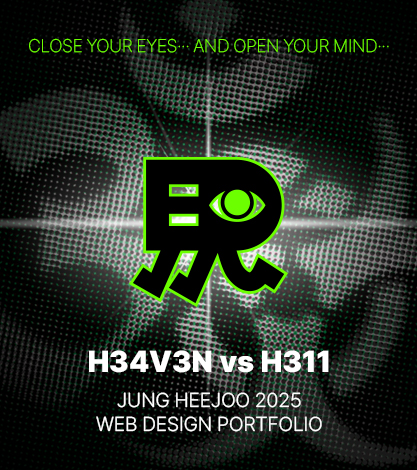 CLOSE YOUR EYES··· AND OPEN YOUR MIND···
H34V3N vs H311
JUNG HEEJOO 2025
WEB DESIGN PORTFOLIO